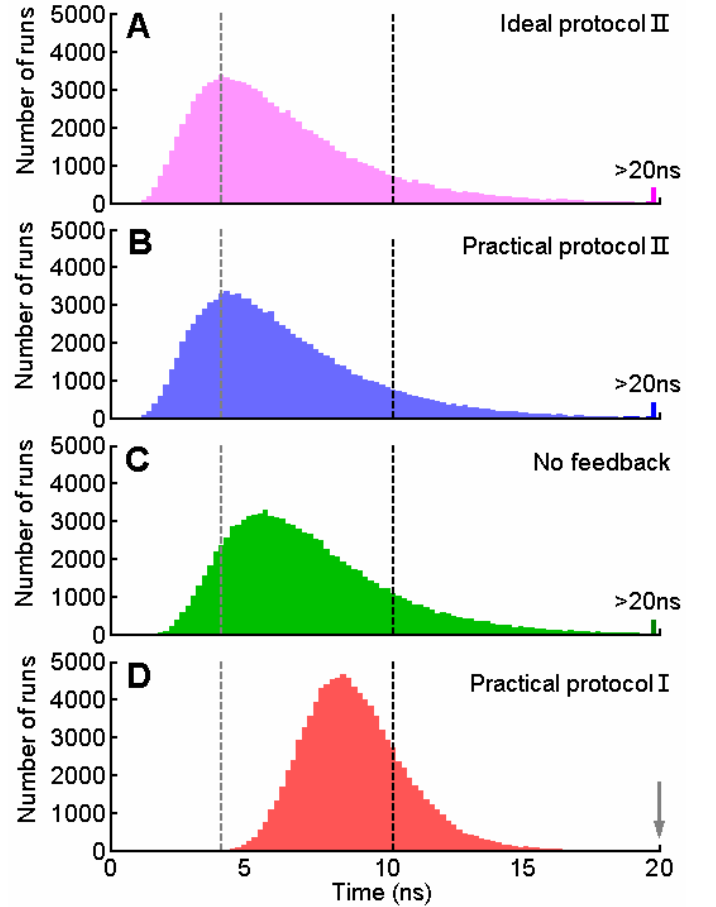 5000
4000
3000
2000
1000
0
Number of runs
A
Ideal protocol II
>20ns
5000
4000
3000
2000
1000
0
Number of runs
B
Practical protocol II
>20ns
5000
4000
3000
2000
1000
0
Number of runs
C
No feedback
>20ns
5000
4000
3000
2000
1000
0
Number of runs
D
Practical protocol I
0 5 10 15 20
Time (ns)